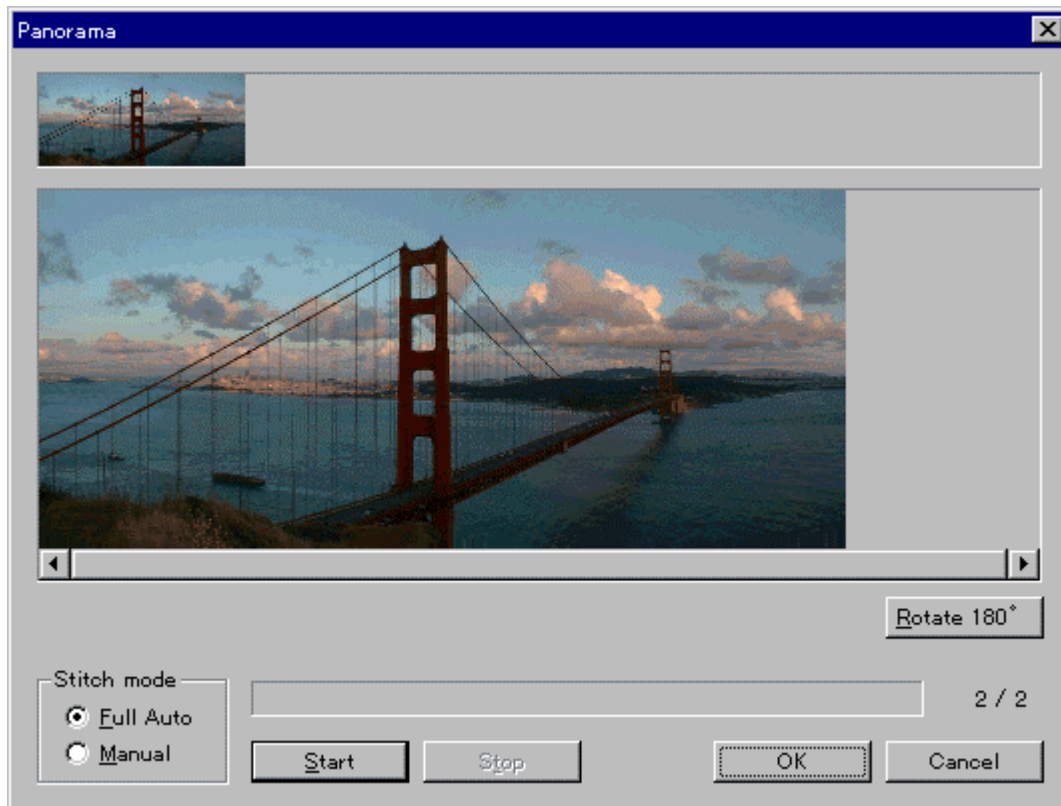 Panorama
Rotate 180°
Stitch mode
Full Auto
Manual
2 / 2
Start
Stop
OK
Cancel